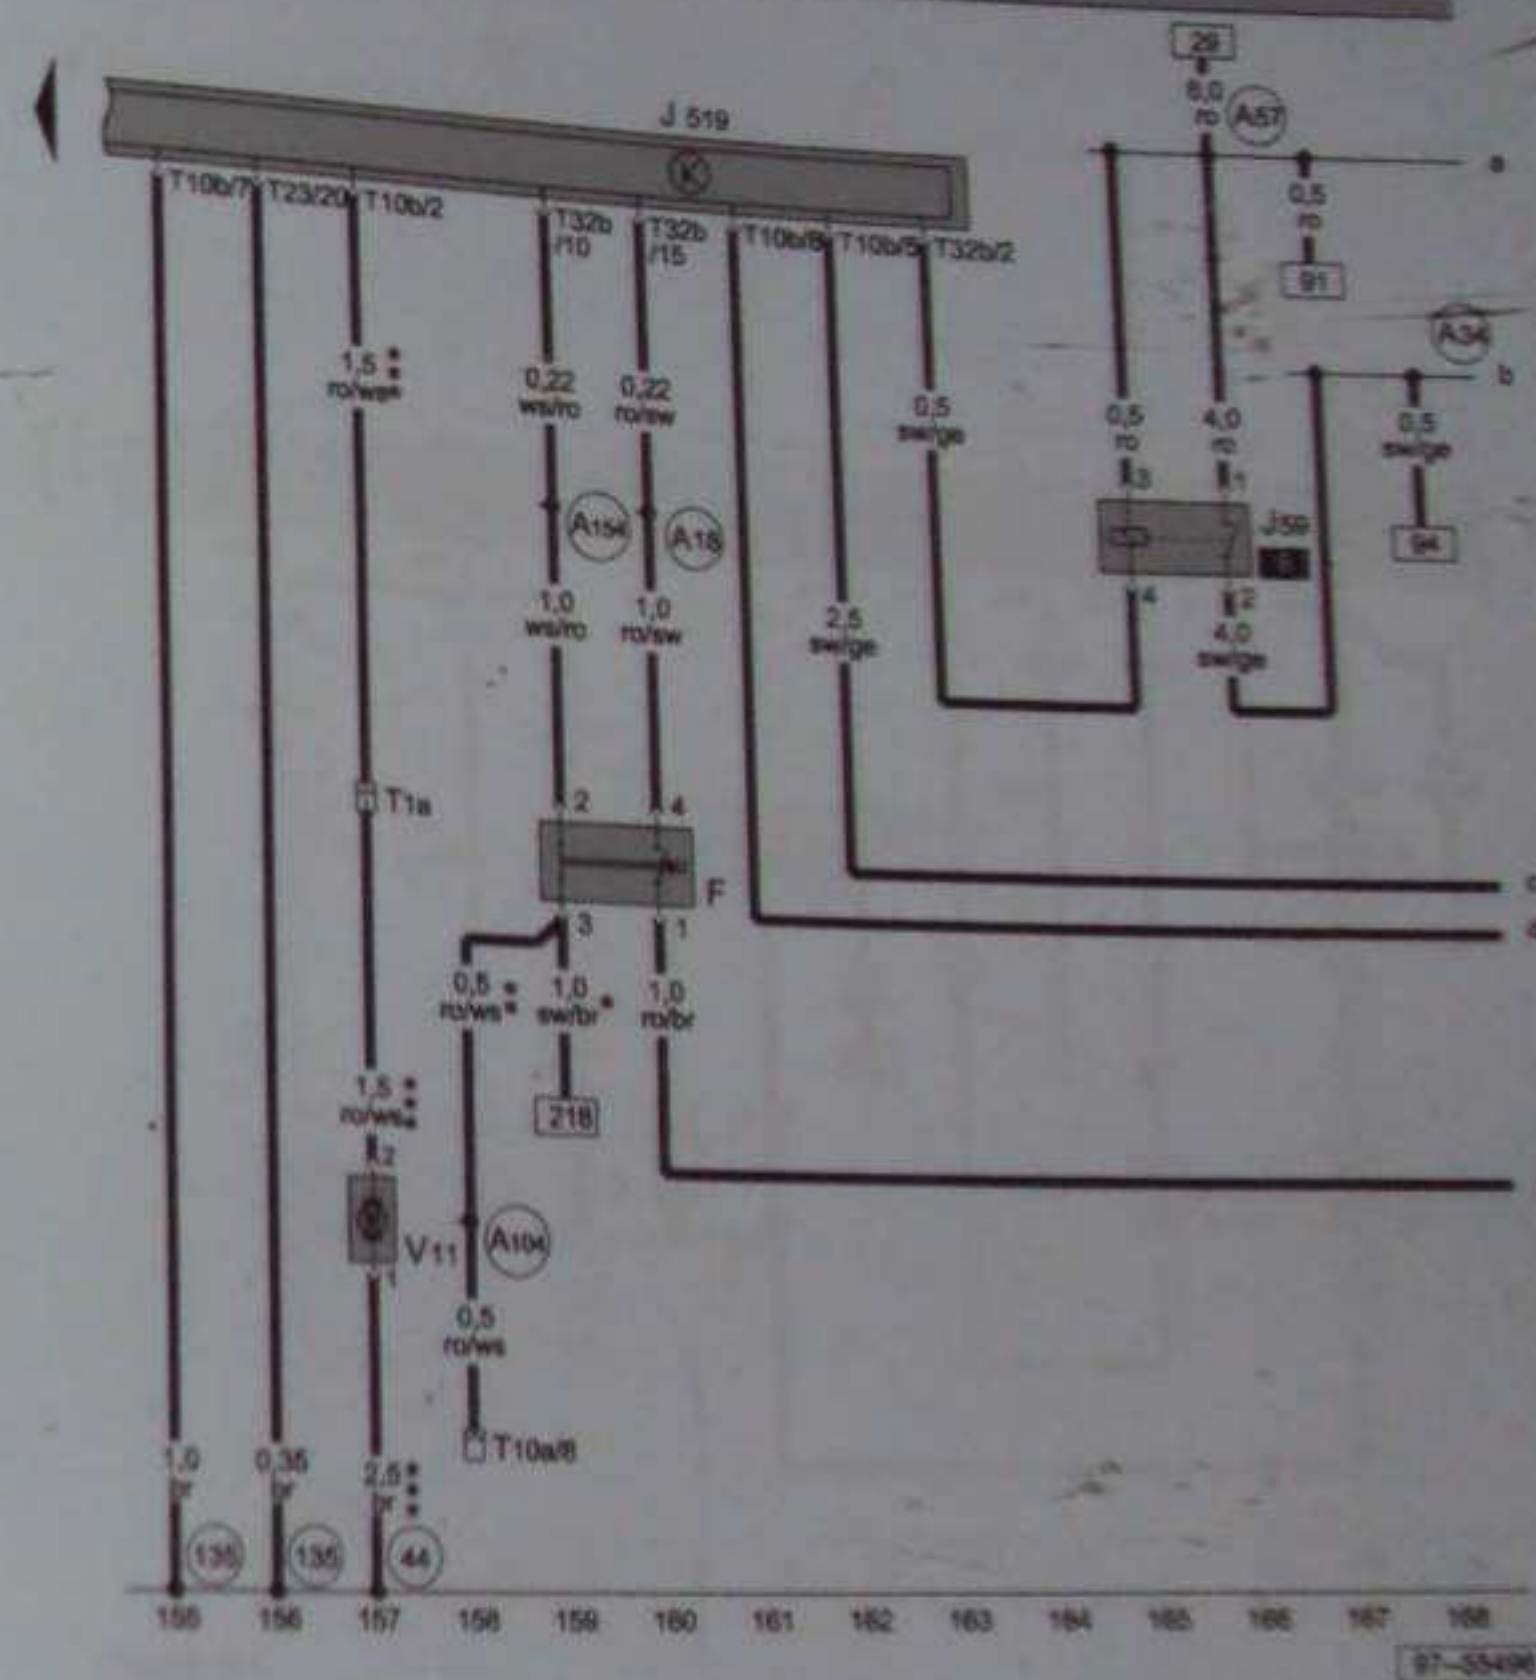 29
6,0
ro
A57
J 519
K
a
T10b/7
T23/20
T10b/2
T32b
/10
T32b
/15
T10b/8
T10b/5
T32b/2
0,5
ro
91
A34
b
1,5 *
ro/ws*
0,22
ws/ro
0,22
ro/sw
0,5
sw/ge
0,5
ro
4,0
ro
0,5
sw/ge
3
1
A154
A18
J59
94
4
2
1,0
ws/ro
1,0
ro/sw
2,5
sw/ge
4,0
sw/ge
T1a
2
4
F
3
1
0,5 *
ro/ws*
1,0
sw/br*
1,0
ro/br
1,5 *
ro/ws*
218
2
V11
A104
1
0,5
ro/ws
T10a/8
1,0
br
0,35
br
2,5 *
br *
135
135
44
155 156 157 158 159 160 161 162 163 164 165 166 167 168